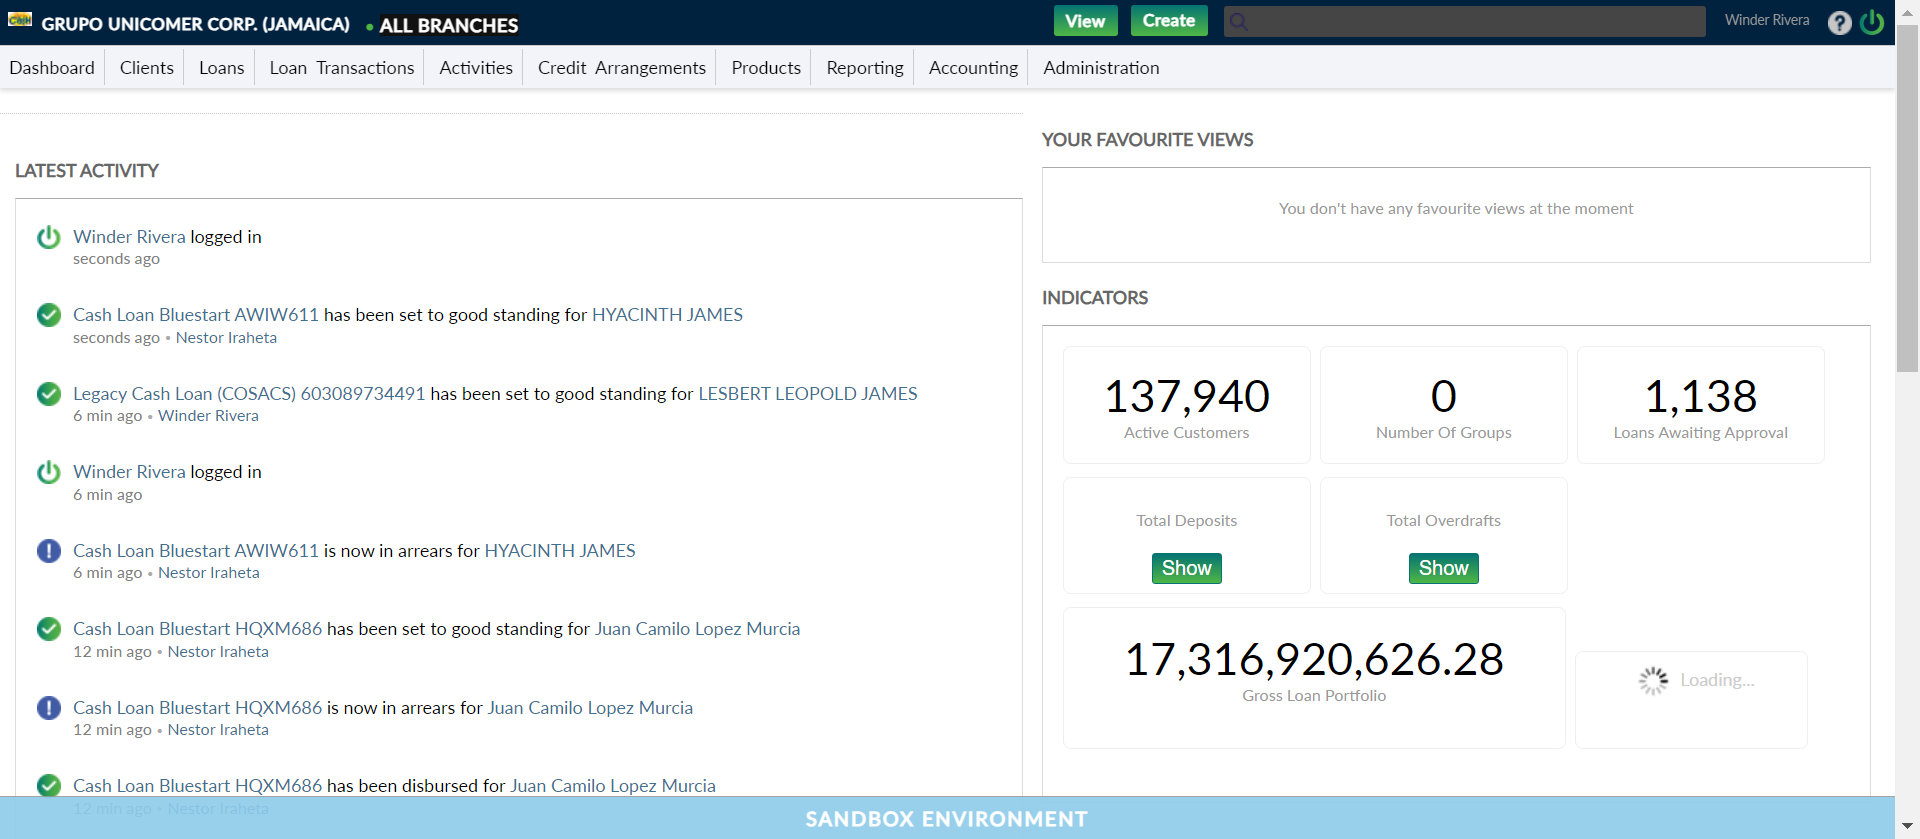 CasH GRUPO UNICOMER CORP. (JAMAICA) • ALL BRANCHES View Create Winder Rivera ?
Dashboard Clients Loans Loan Transactions Activities Credit Arrangements Products Reporting Accounting Administration
LATEST ACTIVITY
Winder Rivera logged in
seconds ago
Cash Loan Bluestart AWIW611 has been set to good standing for HYACINTH JAMES
seconds ago • Nestor Iraheta
Legacy Cash Loan (COSACS) 603089734491 has been set to good standing for LESBERT LEOPOLD JAMES
6 min ago • Winder Rivera
Winder Rivera logged in
6 min ago
Cash Loan Bluestart AWIW611 is now in arrears for HYACINTH JAMES
6 min ago • Nestor Iraheta
Cash Loan Bluestart HQXM686 has been set to good standing for Juan Camilo Lopez Murcia
12 min ago • Nestor Iraheta
Cash Loan Bluestart HQXM686 is now in arrears for Juan Camilo Lopez Murcia
12 min ago • Nestor Iraheta
Cash Loan Bluestart HQXM686 has been disbursed for Juan Camilo Lopez Murcia
12 min ago • Nestor Iraheta
YOUR FAVOURITE VIEWS
You don't have any favourite views at the moment
INDICATORS
137,940
Active Customers
0
Number Of Groups
1,138
Loans Awaiting Approval
Total Deposits
Show
Total Overdrafts
Show
17,316,920,626.28
Gross Loan Portfolio
Loading...
SANDBOX ENVIRONMENT